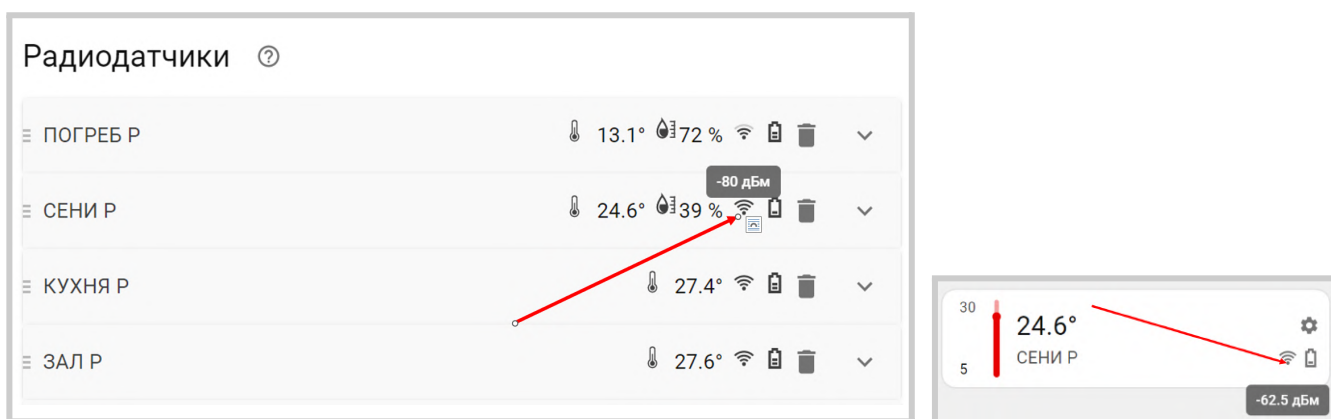 Радиодатчики
ПОГРЕБ Р 13.1° 72 %
-80 дБм
СЕНИ Р 24.6° 39 %
КУХНЯ Р 27.4°
ЗАЛ Р 27.6°
30
24.6°
СЕНИ Р
5
-62.5 дБм